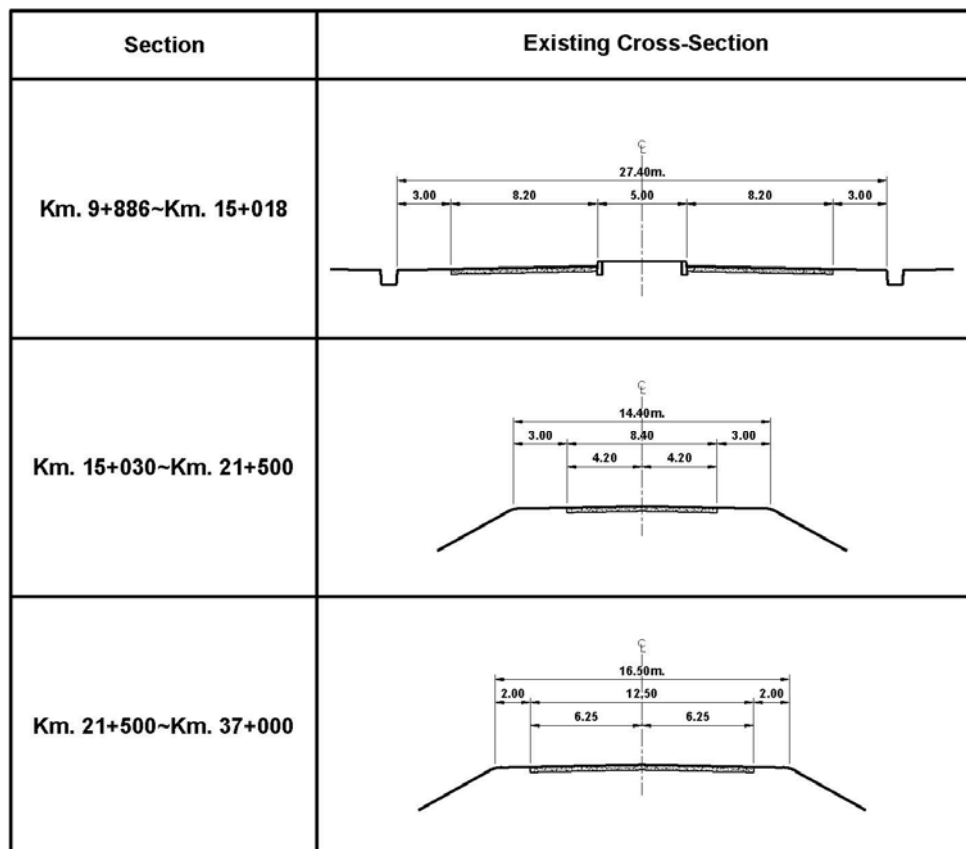 Section Existing Cross-Section
Km. 9+886~Km. 15+018
℄
27.40m.
3.00 8.20 5.00 8.20 3.00
Km. 15+030~Km. 21+500
℄
14.40m.
3.00 8.40 3.00
4.20 4.20
Km. 21+500~Km. 37+000
℄
16.50m.
2.00 12.50 2.00
6.25 6.25